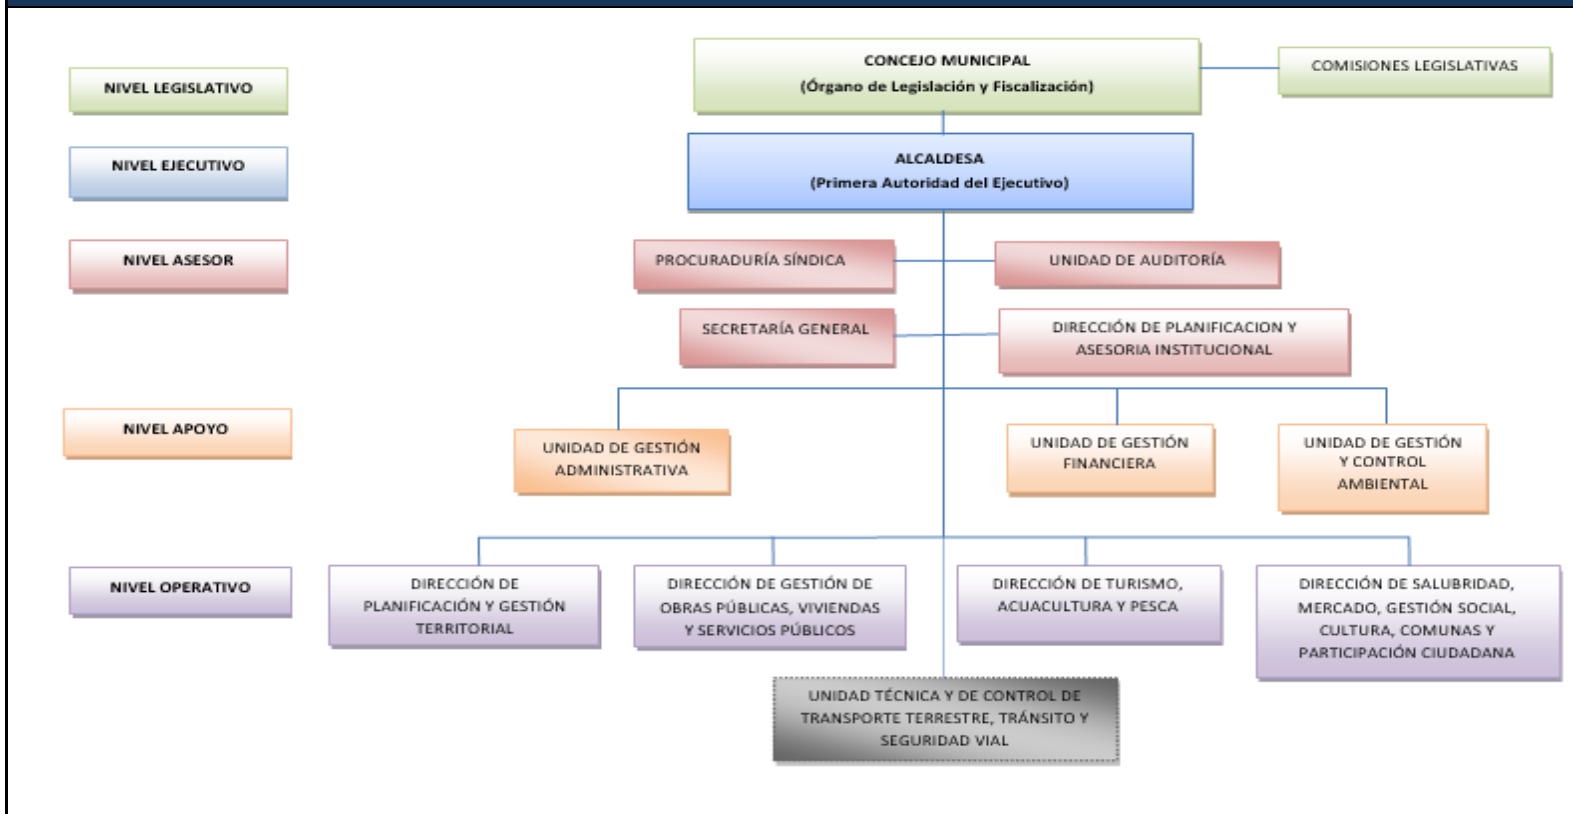 CONCEJO MUNICIPAL
(Órgano de Legislación y Fiscalización)
COMISIONES LEGISLATIVAS
NIVEL LEGISLATIVO
NIVEL EJECUTIVO
ALCALDESA
(Primera Autoridad del Ejecutivo)
NIVEL ASESOR
PROCURADURÍA SÍNDICA
UNIDAD DE AUDITORÍA
SECRETARÍA GENERAL
DIRECCIÓN DE PLANIFICACION Y
ASESORIA INSTITUCIONAL
NIVEL APOYO
UNIDAD DE GESTIÓN
ADMINISTRATIVA
UNIDAD DE GESTIÓN
FINANCIERA
UNIDAD DE GESTIÓN
Y CONTROL
AMBIENTAL
NIVEL OPERATIVO
DIRECCIÓN DE
PLANIFICACIÓN Y GESTIÓN
TERRITORIAL
DIRECCIÓN DE GESTIÓN DE
OBRAS PÚBLICAS, VIVIENDAS
Y SERVICIOS PÚBLICOS
DIRECCIÓN DE TURISMO,
ACUACULTURA Y PESCA
DIRECCIÓN DE SALUBRIDAD,
MERCADO, GESTIÓN SOCIAL,
CULTURA, COMUNAS Y
PARTICIPACIÓN CIUDADANA
UNIDAD TÉCNICA Y DE CONTROL DE
TRANSPORTE TERRESTRE, TRÁNSITO Y
SEGURIDAD VIAL